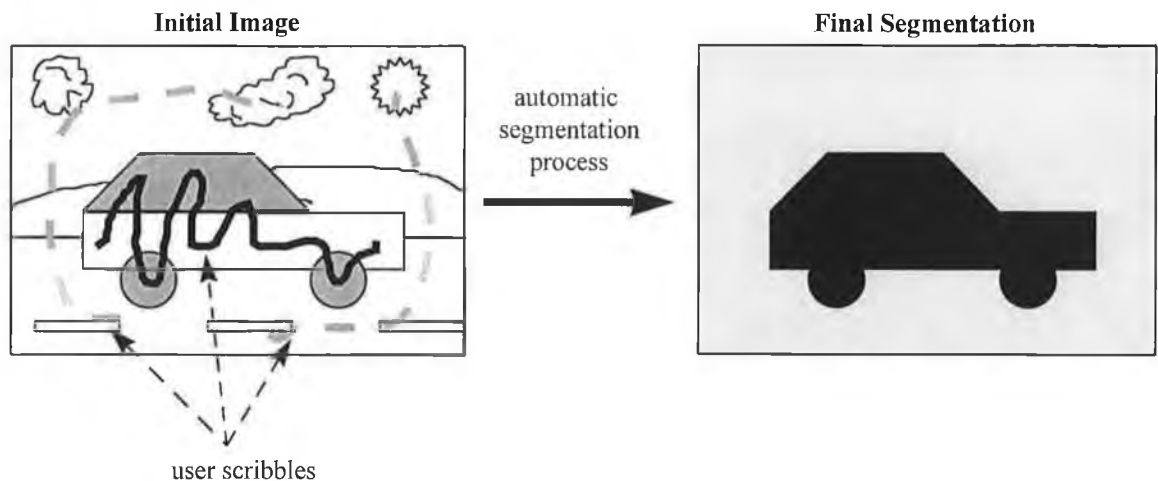 Initial Image
Final Segmentation
automatic
segmentation
process
user scribbles